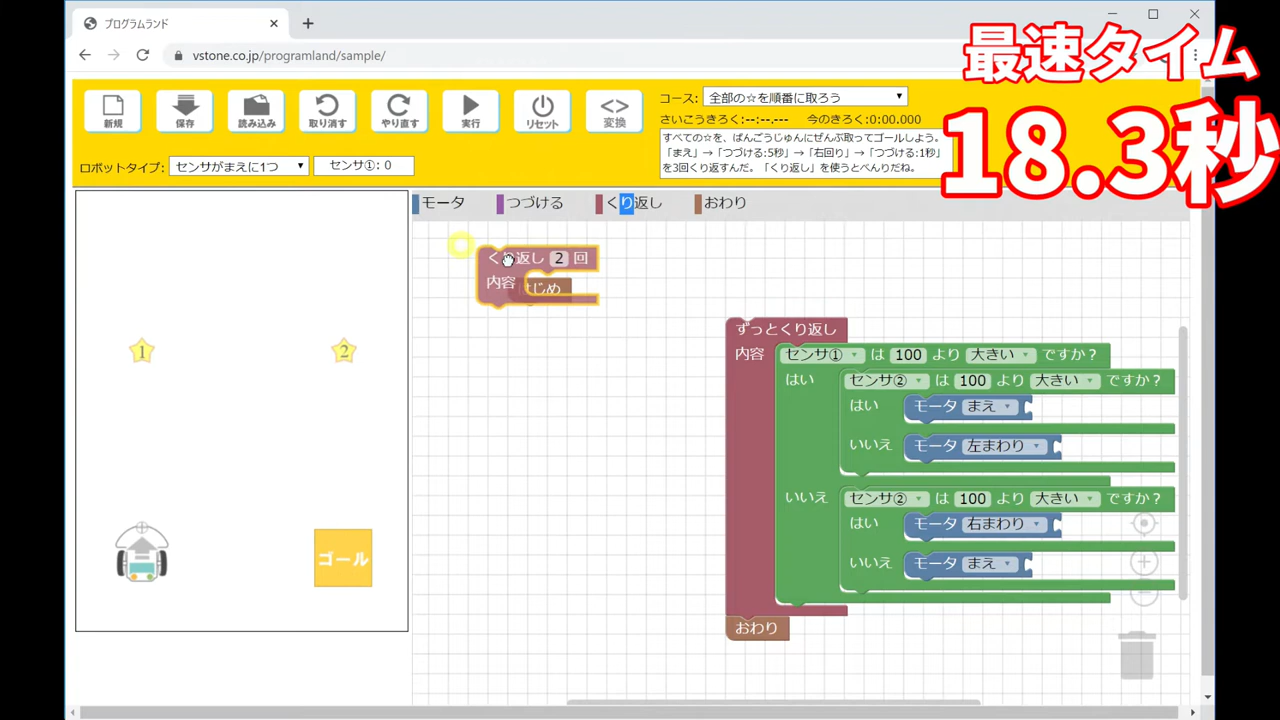 プログラムランド
vstone.co.jp/programland/sample/
最速タイム
18.3秒
新規
保存
読み込み
取り消す
やり直す
実行
リセット
変換
コース:
全部の☆を順番に取ろう
さいこうきろく:--:--.---
今のきろく:0:00.000
すべての☆を、ばんごうじゅんにぜんぶ取ってゴールしよう。
「まえ」→「つづける:5秒」→「右回り」→「つづける:1秒」
を3回くり返すんだ。「くり返し」を使うとべんりだね。
ロボットタイプ:
センサがまえに1つ
センサ①: 0
モータ
つづける
くり返し
おわり
1
2
ゴール
くり返し 2 回
内容
はじめ
ずっとくり返し
内容
センサ① は 100 より 大きい ですか?
はい
センサ② は 100 より 大きい ですか?
はい
モータ まえ
いいえ
モータ 左まわり
いいえ
センサ② は 100 より 大きい ですか?
はい
モータ 右まわり
いいえ
モータ まえ
おわり